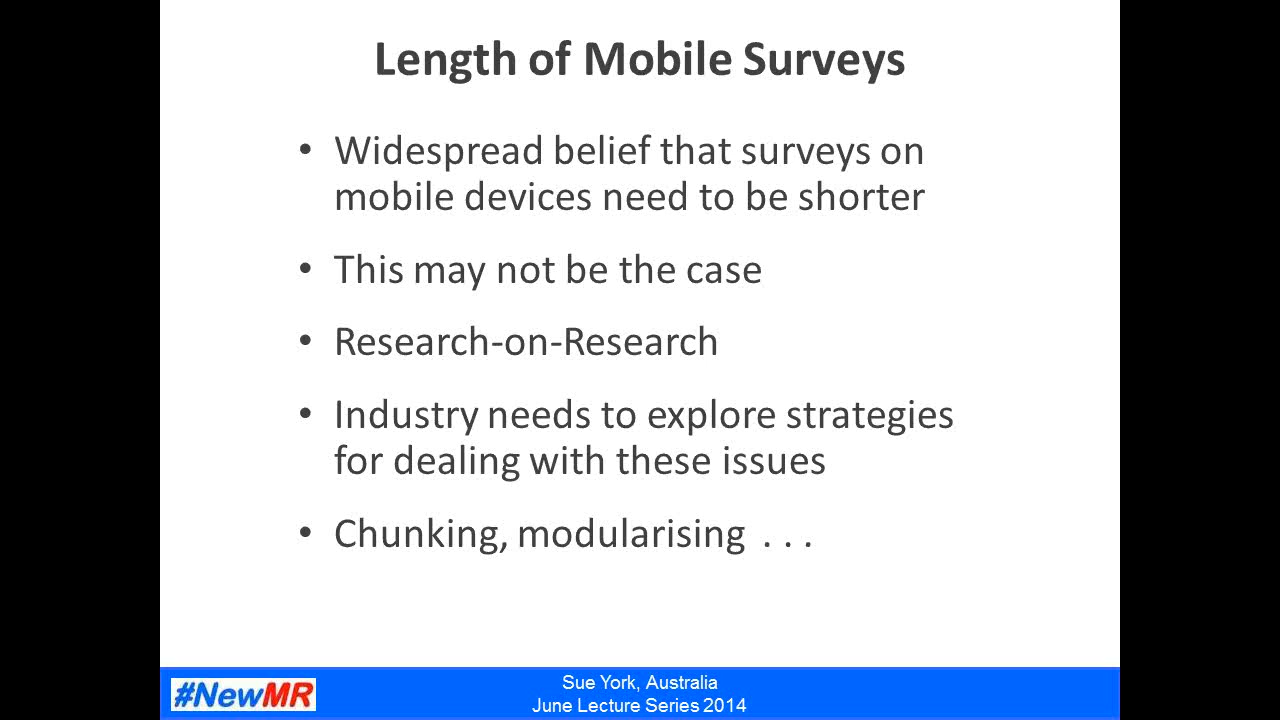 Length of Mobile Surveys
• Widespread belief that surveys on
mobile devices need to be shorter
• This may not be the case
• Research-on-Research
• Industry needs to explore strategies
for dealing with these issues
• Chunking, modularising . . .
#NewMR
Sue York, Australia
June Lecture Series 2014